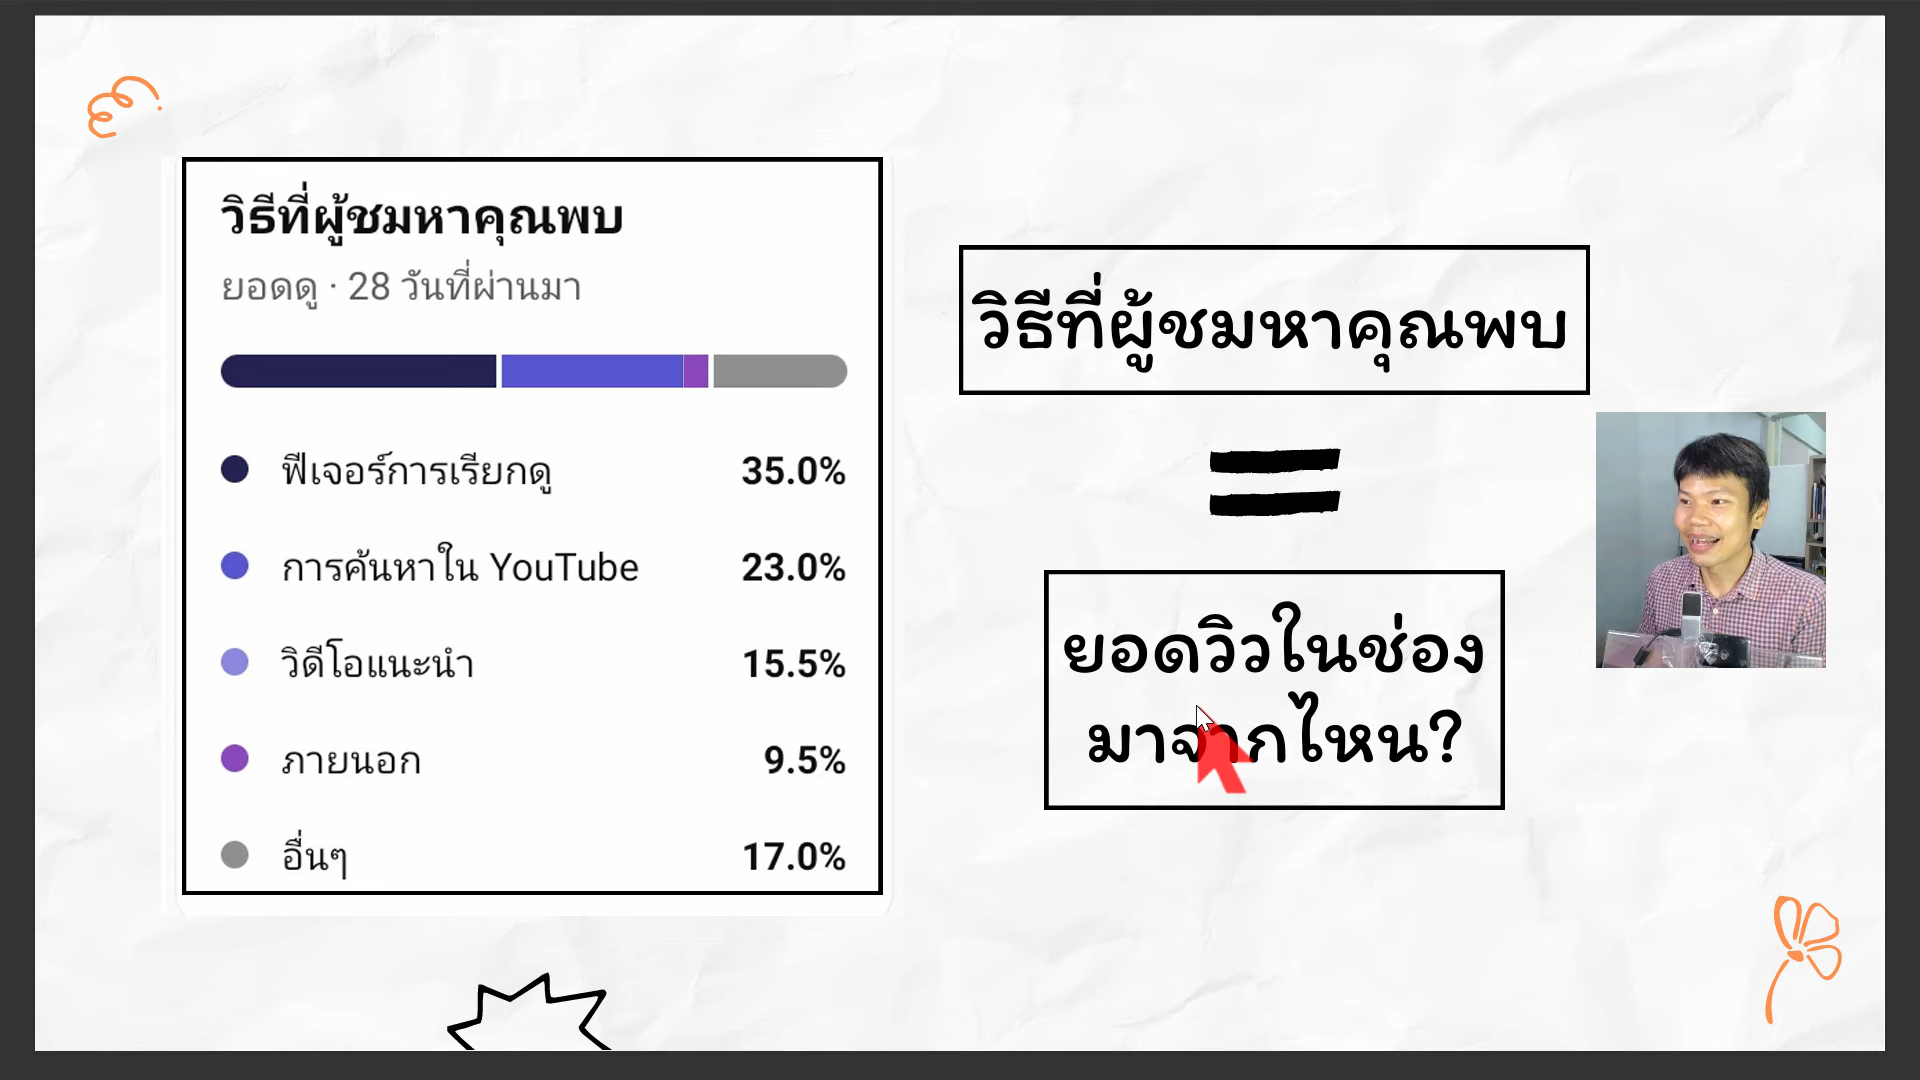 วิธีที่ผู้ชมหาคุณพบ
ยอดดู · 28 วันที่ผ่านมา
ฟีเจอร์การเรียกดู 35.0%
การค้นหาใน YouTube 23.0%
วิดีโอแนะนำ 15.5%
ภายนอก 9.5%
อื่นๆ 17.0%
วิธีที่ผู้ชมหาคุณพบ
=
ยอดวิวในช่อง
มาจากไหน?